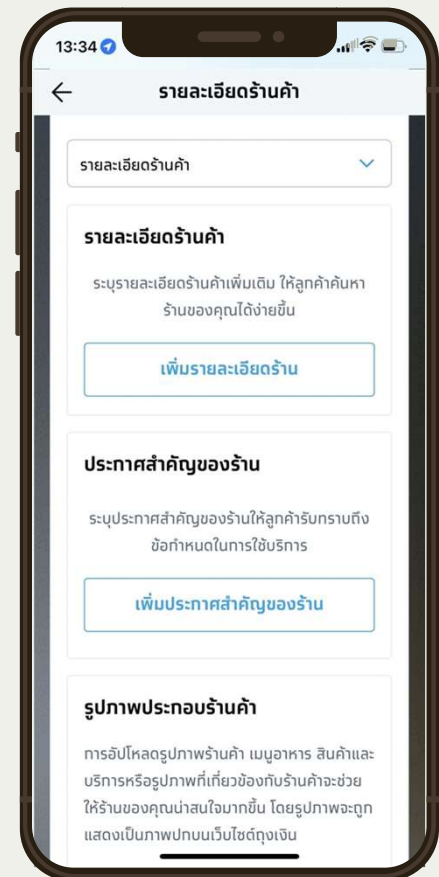 13:34
รายละเอียดร้านค้า
รายละเอียดร้านค้า
รายละเอียดร้านค้า
ระบุรายละเอียดร้านค้าเพิ่มเติม ให้ลูกค้าค้นหา
ร้านของคุณได้ง่ายขึ้น
เพิ่มรายละเอียดร้าน
ประกาศสำคัญของร้าน
ระบุประกาศสำคัญของร้านให้ลูกค้ารับทราบถึง
ข้อกำหนดในการใช้บริการ
เพิ่มประกาศสำคัญของร้าน
รูปภาพประกอบร้านค้า
การอัปโหลดรูปภาพร้านค้า เมนูอาหาร สินค้าและ
บริการหรือรูปภาพที่เกี่ยวข้องกับร้านค้าจะช่วย
ให้ร้านของคุณน่าสนใจมากขึ้น โดยรูปภาพจะถูก
แสดงเป็นภาพปกบนเว็บไซต์ถุงเงิน